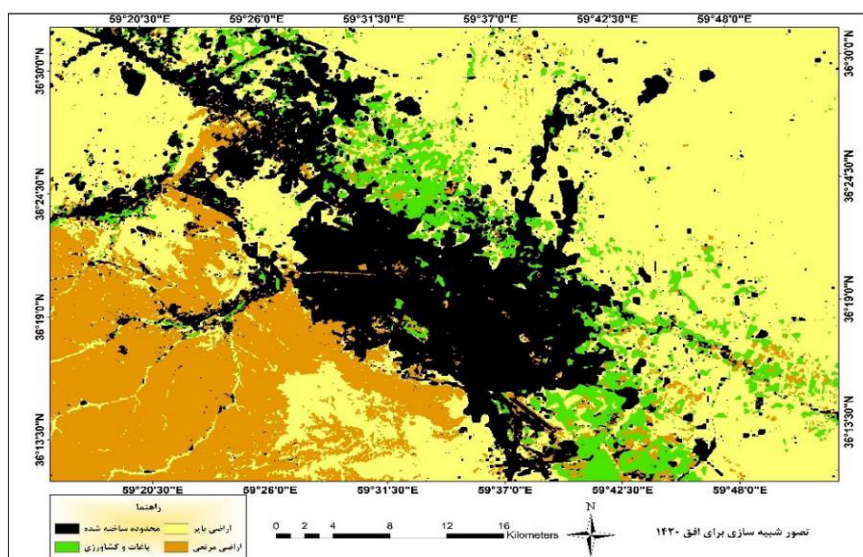 59°20'30"E 59°26'0"E 59°31'30"E 59°37'0"E 59°42'30"E 59°48'0"E
36°30'0"N 36°30'0"N
36°24'30"N 36°24'30"N
36°19'0"N 36°19'0"N
36°13'30"N 36°13'30"N
59°20'30"E 59°26'0"E 59°31'30"E 59°37'0"E 59°42'30"E 59°48'0"E
راهنما
محدوده ساخته شده اراضی بایر
باغات و کشاورزی اراضی مرتعی
0 2 4 8 12 16
Kilometers
N
تصور شبیه سازی برای افق ۱۴۲۰